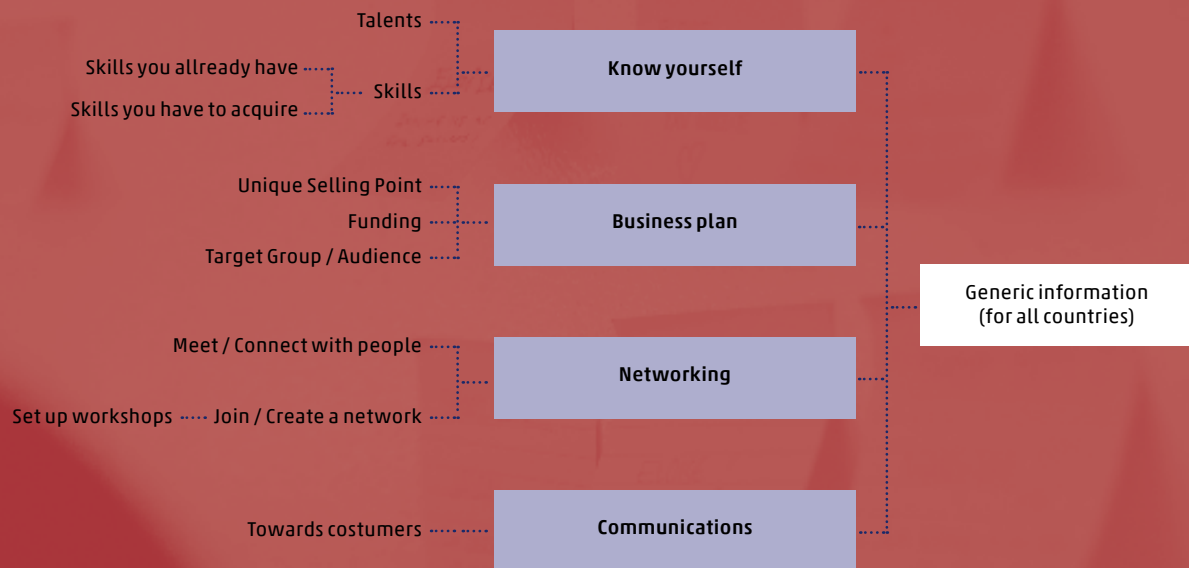 Talents
Skills you allready have
Skills
Skills you have to acquire
Know yourself
Unique Selling Point
Funding
Target Group / Audience
Business plan
Generic information
(for all countries)
Meet / Connect with people
Set up workshops
Join / Create a network
Networking
Towards costumers
Communications